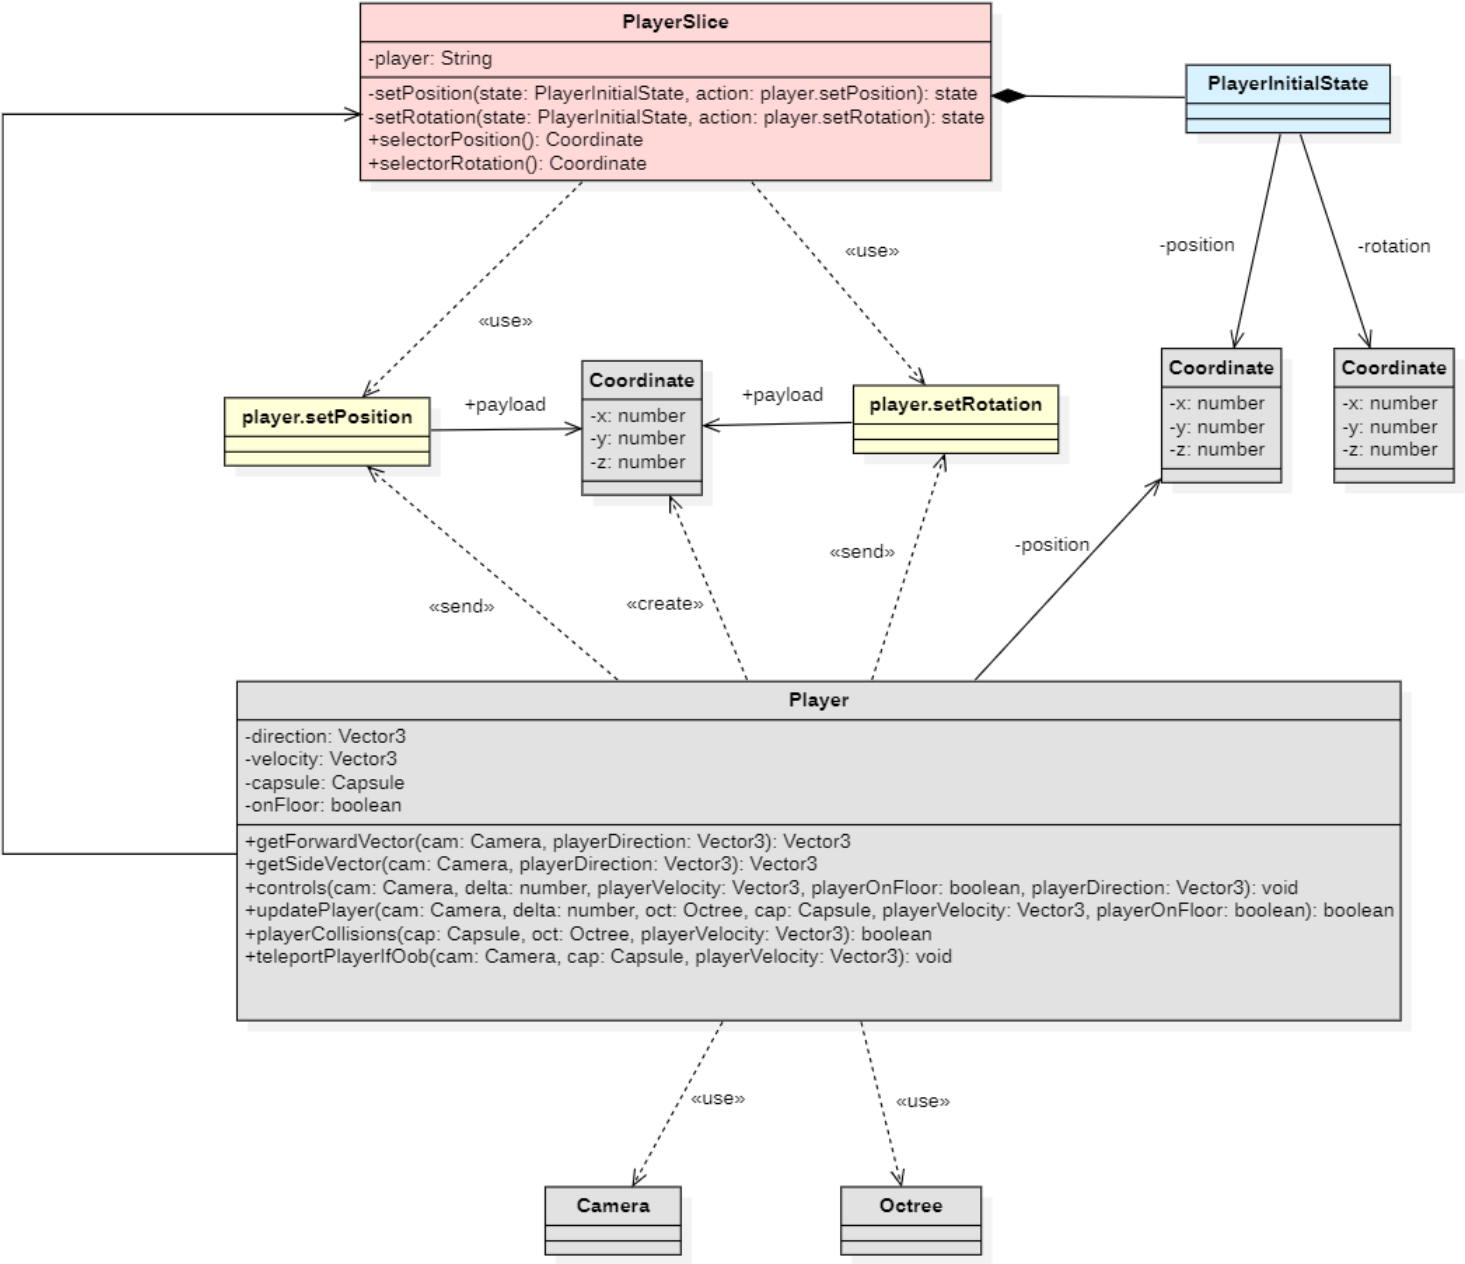 PlayerSlice
-player: String
-setPosition(state: PlayerInitialState, action: player.setPosition): state
-setRotation(state: PlayerInitialState, action: player.setRotation): state
+selectorPosition(): Coordinate
+selectorRotation(): Coordinate
PlayerInitialState
-position
-rotation
«use»
«use»
player.setPosition
+payload
Coordinate
-x: number
-y: number
-z: number
+payload
player.setRotation
Coordinate
-x: number
-y: number
-z: number
Coordinate
-x: number
-y: number
-z: number
«send»
«create»
«send»
-position
Player
-direction: Vector3
-velocity: Vector3
-capsule: Capsule
-onFloor: boolean
+getForwardVector(cam: Camera, playerDirection: Vector3): Vector3
+getSideVector(cam: Camera, playerDirection: Vector3): Vector3
+controls(cam: Camera, delta: number, playerVelocity: Vector3, playerOnFloor: boolean, playerDirection: Vector3): void
+updatePlayer(cam: Camera, delta: number, oct: Octree, cap: Capsule, playerVelocity: Vector3, playerOnFloor: boolean): boolean
+playerCollisions(cap: Capsule, oct: Octree, playerVelocity: Vector3): boolean
+teleportPlayerIfOob(cam: Camera, cap: Capsule, playerVelocity: Vector3): void
«use»
«use»
Camera
Octree